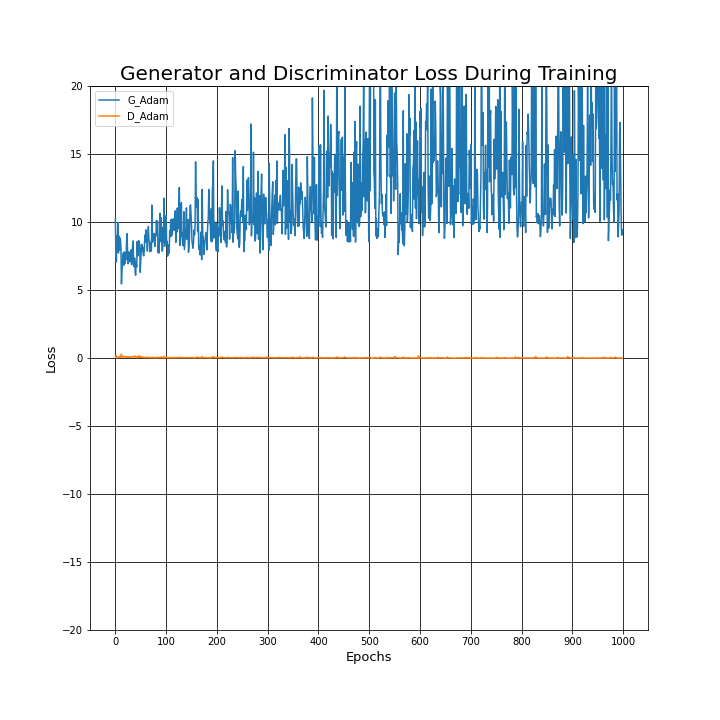 Generator and Discriminator Loss During Training
G_Adam
D_Adam
20
15
10
5
0
−5
−10
−15
−20
Loss
0 100 200 300 400 500 600 700 800 900 1000
Epochs